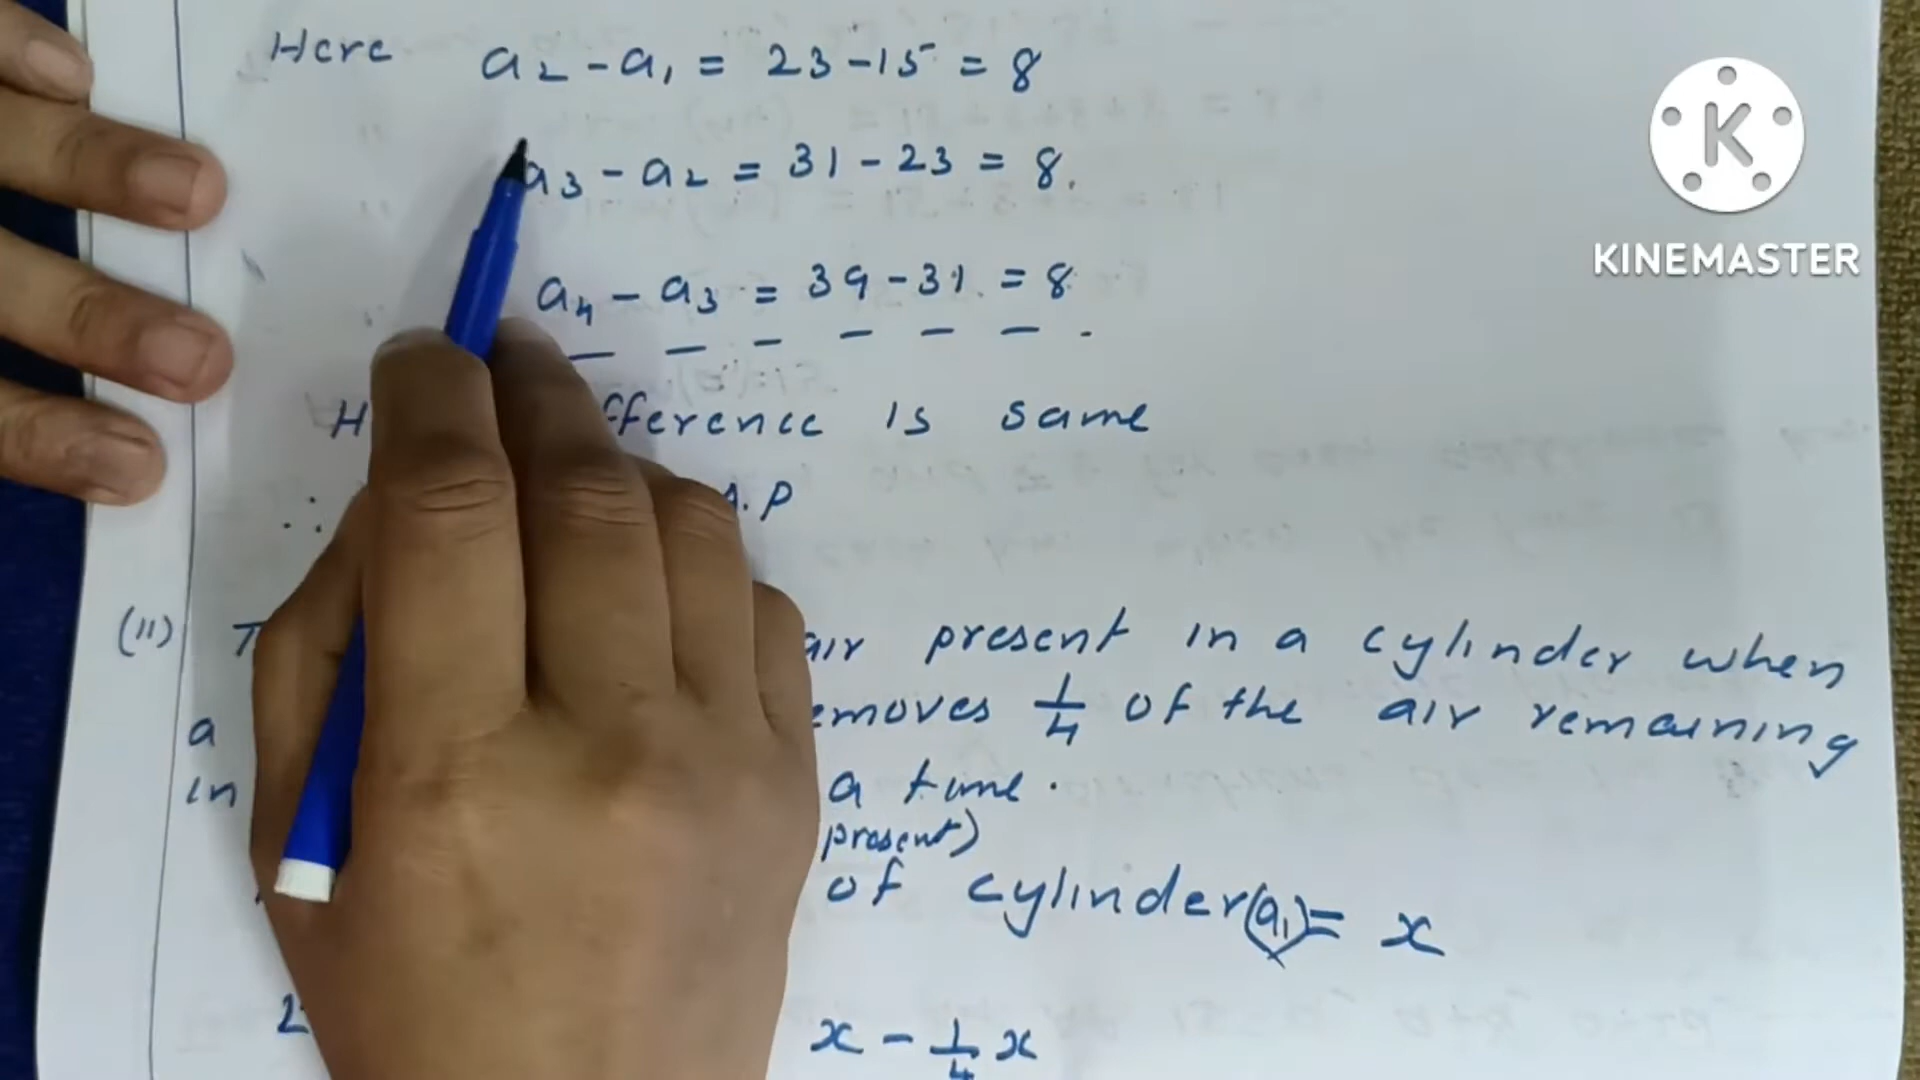 Here a₂ - a₁ = 23 - 15 = 8
a₃ - a₂ = 31 - 23 = 8.
a₄ - a₃ = 39 - 31 = 8
is same
A.P
(ii) air present in a cylinder when
a removes 1/4 of the air remaining
in a time.
present)
of cylinder (a₁) = x
x - 1/4 x
K
KINEMASTER